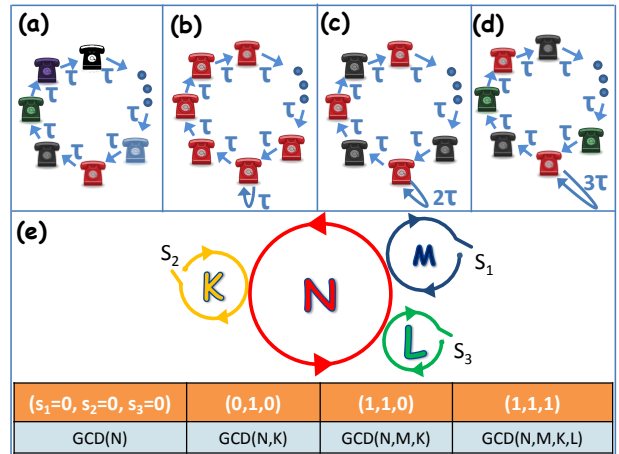 (a) (b) (c) (d)
τ τ τ τ τ τ τ
τ τ τ τ τ τ τ τ
τ τ τ τ τ τ τ 2τ
τ τ τ τ τ τ τ 3τ
(e)
S₂ K N M S₁
L S₃
(s₁=0, s₂=0, s₃=0) (0,1,0) (1,1,0) (1,1,1)
GCD(N) GCD(N,K) GCD(N,M,K) GCD(N,M,K,L)